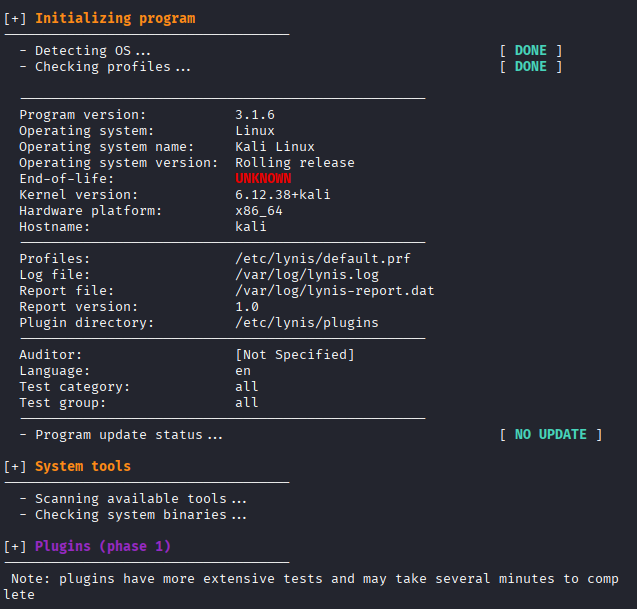 [+] Initializing program
- Detecting OS... [ DONE ]
- Checking profiles... [ DONE ]
Program version: 3.1.6
Operating system: Linux
Operating system name: Kali Linux
Operating system version: Rolling release
End-of-life: UNKNOWN
Kernel version: 6.12.38+kali
Hardware platform: x86_64
Hostname: kali
Profiles: /etc/lynis/default.prf
Log file: /var/log/lynis.log
Report file: /var/log/lynis-report.dat
Report version: 1.0
Plugin directory: /etc/lynis/plugins
Auditor: [Not Specified]
Language: en
Test category: all
Test group: all
- Program update status... [ NO UPDATE ]
[+] System tools
- Scanning available tools...
- Checking system binaries...
[+] Plugins (phase 1)
Note: plugins have more extensive tests and may take several minutes to comp
lete